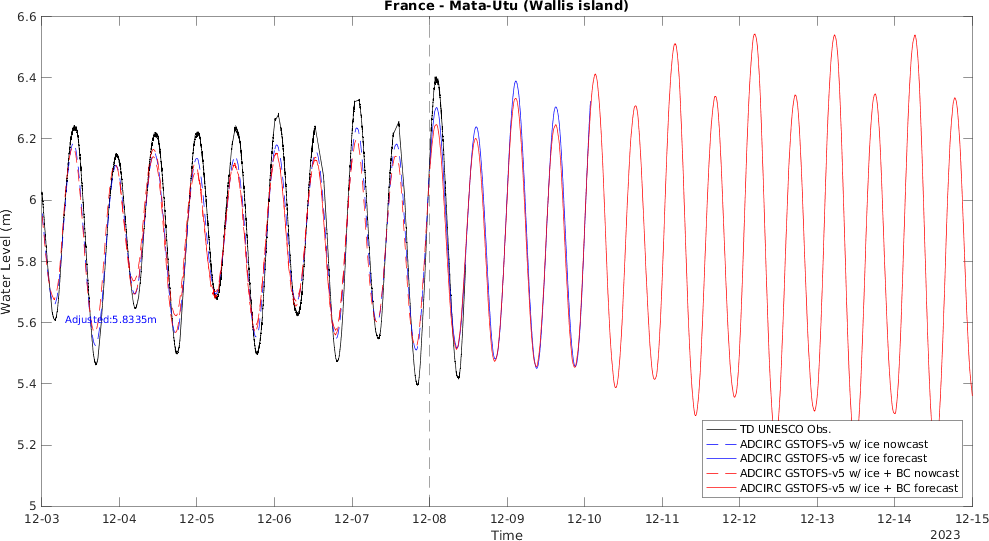 France - Mata-Utu (Wallis island)
6.6
6.4
6.2
6
5.8
5.6
5.4
5.2
5
Water Level (m)
Adjusted:5.8335m
TD UNESCO Obs.
ADCIRC GSTOFS-v5 w/ ice nowcast
ADCIRC GSTOFS-v5 w/ ice forecast
ADCIRC GSTOFS-v5 w/ ice + BC nowcast
ADCIRC GSTOFS-v5 w/ ice + BC forecast
12-03 12-04 12-05 12-06 12-07 12-08 12-09 12-10 12-11 12-12 12-13 12-14 12-15
Time
2023